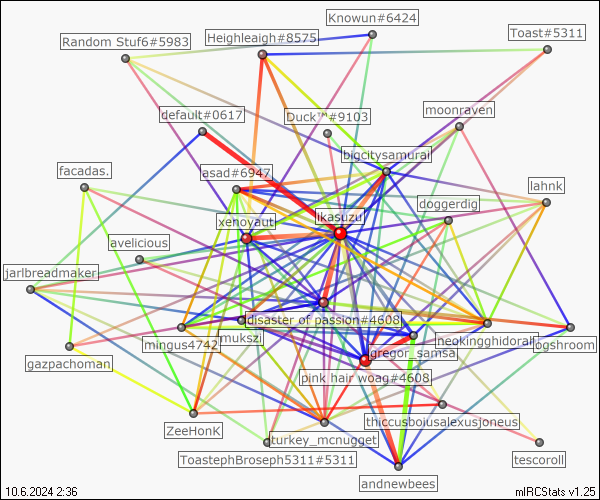 Knowun#6424
Random Stuf6#5983
Heighleaigh#8575
Toast#5311
default#0617
Duck™#9103
moonraven
bigcitysamurai
facadas.
asad#6947
lahnk
doggerdig
xenoyaut
ikasuzu
avelicious
jarlbreadmaker
disaster of passion#4608
mingus4742
mukszi
neokingghidorah
ogshroom
gregor_samsa
gazpachoman
pink hair woag#4608
thiccusboiusalexusjoneus
ZeeHonK
turkey_mcnugget
ToastephBroseph5311#5311
tescoroll
andnewbees
10.6.2024 2:36
mIRCStats v1.25